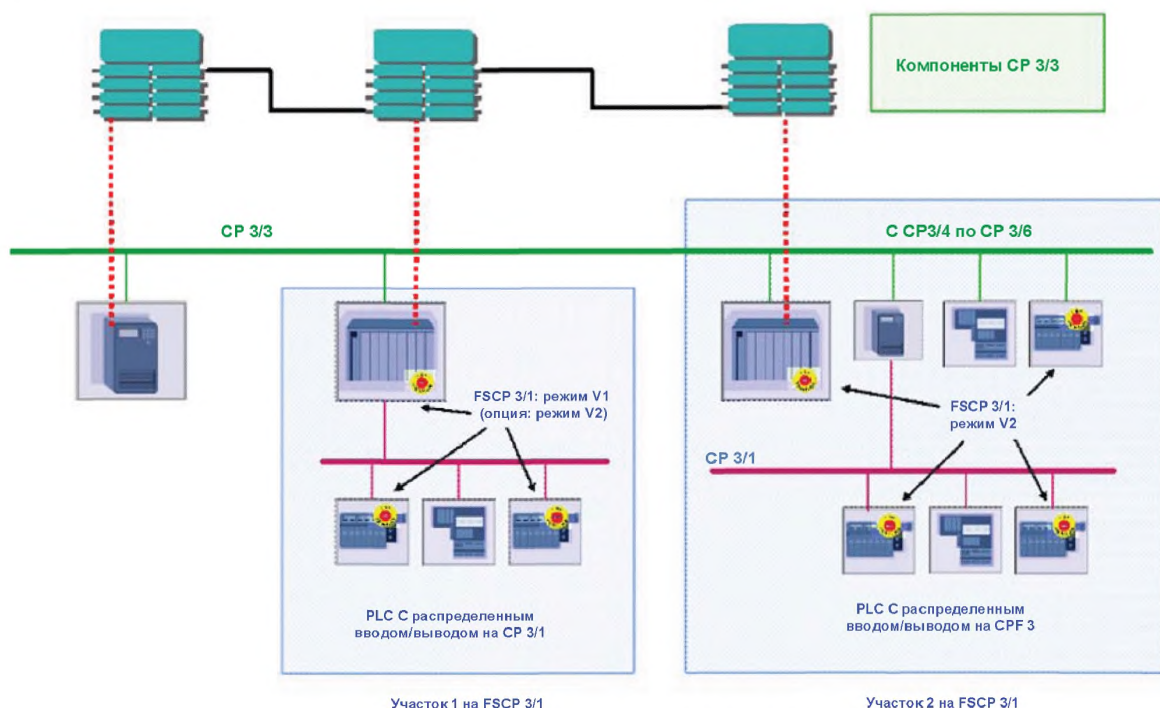 Компоненты CP 3/3
CP 3/3
С CP3/4 по CP 3/6
FSCP 3/1: режим V1
(опция: режим V2)
FSCP 3/1:
режим V2
CP 3/1
PLC С распределенным
вводом/выводом на CP 3/1
PLC С распределенным
вводом/выводом на CPF 3
Участок 1 на FSCP 3/1
Участок 2 на FSCP 3/1